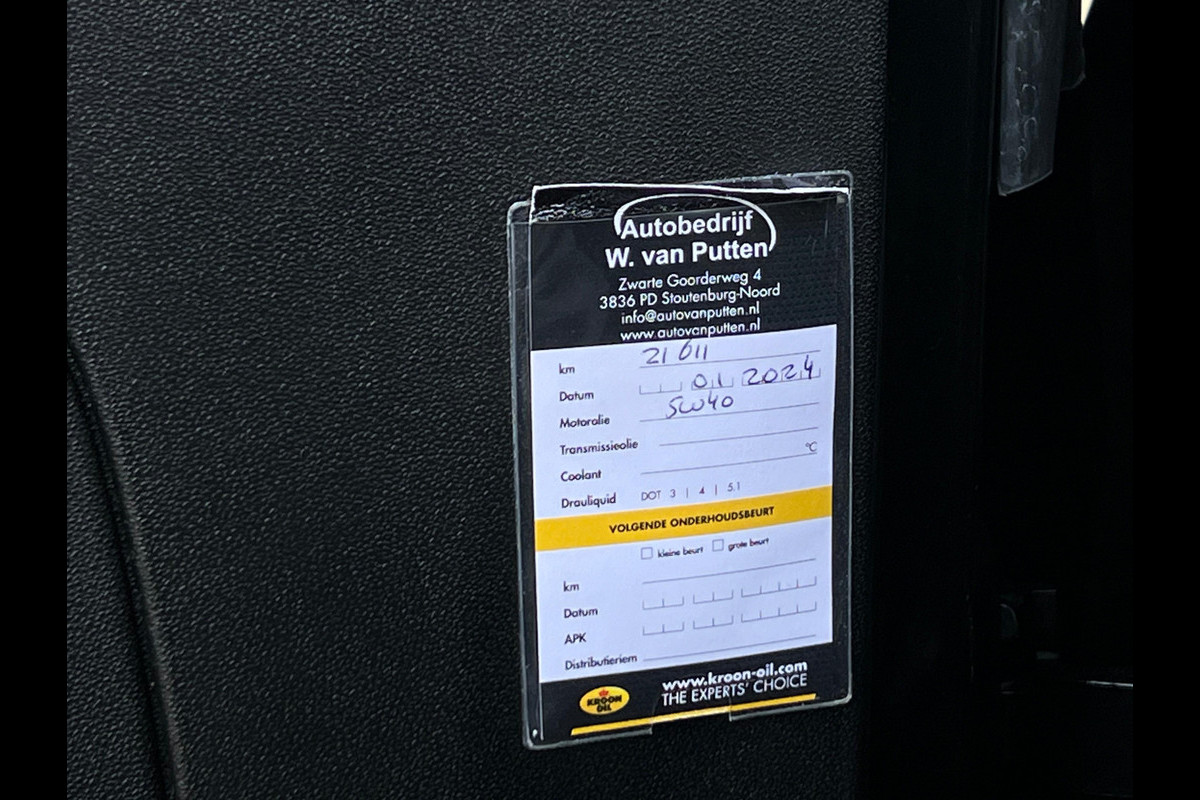 Autobedrijf
W. van Putten
Zwarte Goorderweg 4
3836 PD Stoutenburg-Noord
info@autovanputten.nl
www.autovanputten.nl
km 21 611
Datum 01 2024
Motorolie 5W40
Transmissieolie
Coolant °C
Drauliquid DOT 3 | 4 | 5.1
VOLGENDE ONDERHOUDSBEURT
kleine beurt grote beurt
km
Datum
APK
Distributieriem
KROON OIL
www.kroon-oil.com
THE EXPERTS' CHOICE